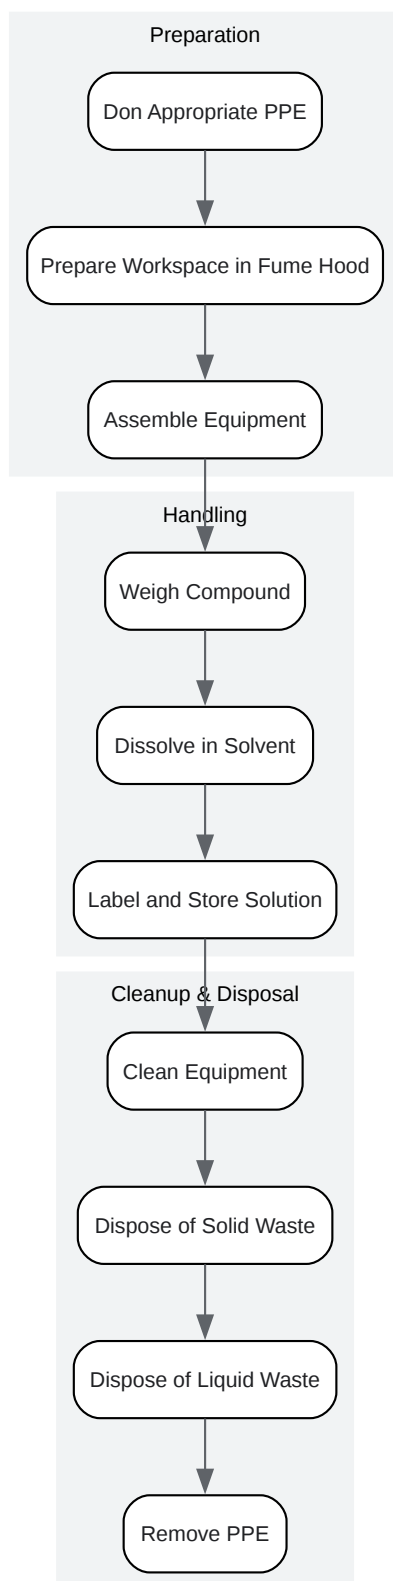 Preparation
Don Appropriate PPE
Prepare Workspace in Fume Hood
Assemble Equipment
Handling
Weigh Compound
Dissolve in Solvent
Label and Store Solution
Cleanup & Disposal
Clean Equipment
Dispose of Solid Waste
Dispose of Liquid Waste
Remove PPE